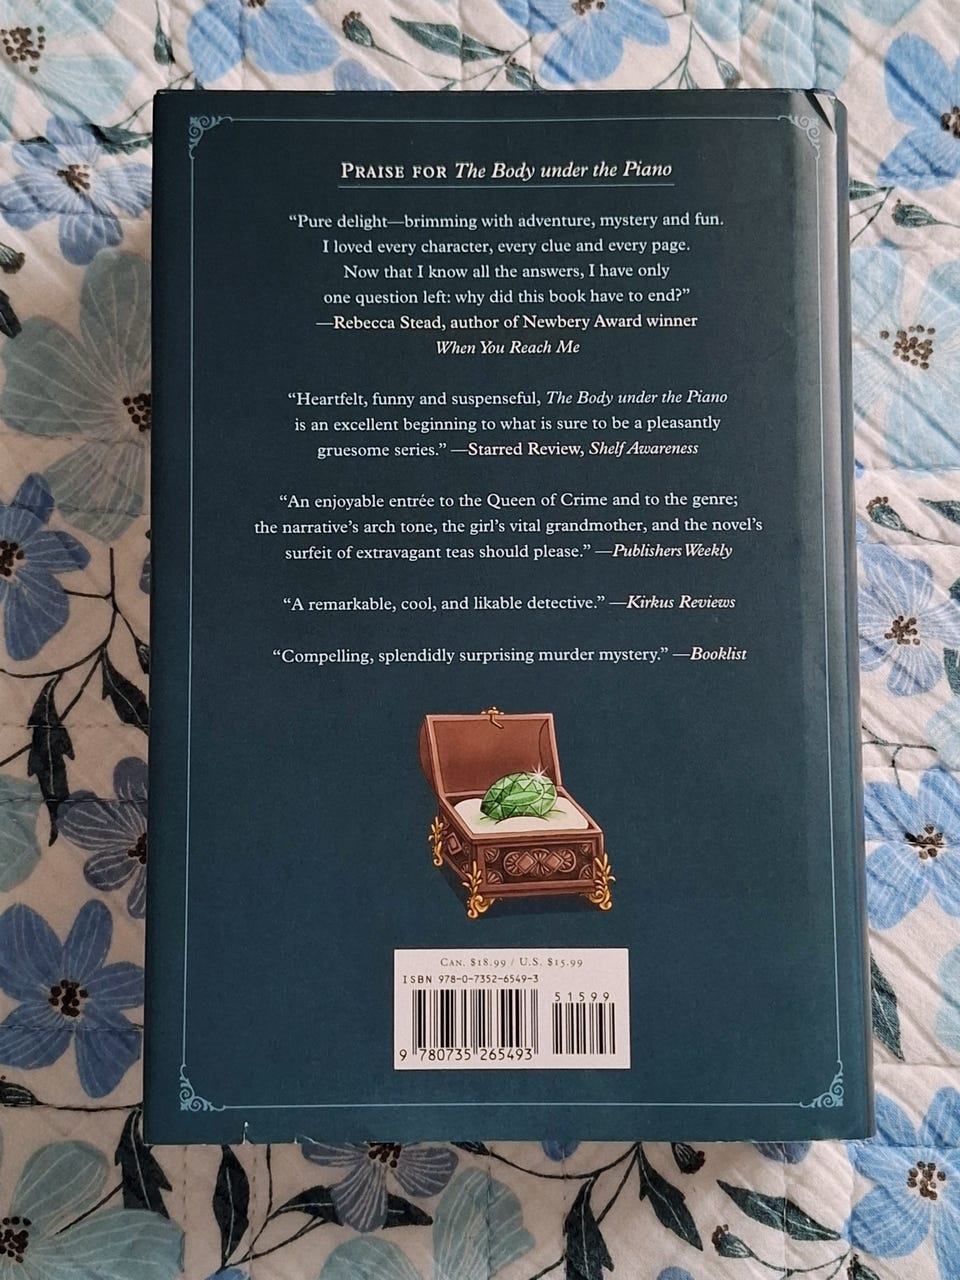 PRAISE FOR The Body under the Piano
“Pure delight—brimming with adventure, mystery and fun.
I loved every character, every clue and every page.
Now that I know all the answers, I have only
one question left: why did this book have to end?”
—Rebecca Stead, author of Newbery Award winner
When You Reach Me
“Heartfelt, funny and suspenseful, The Body under the Piano
is an excellent beginning to what is sure to be a pleasantly
gruesome series.” —Starred Review, Shelf Awareness
“An enjoyable entrée to the Queen of Crime and to the genre;
the narrative’s arch tone, the girl’s vital grandmother, and the novel’s
surfeit of extravagant teas should please.” —Publishers Weekly
“A remarkable, cool, and likable detective.” —Kirkus Reviews
“Compelling, splendidly surprising murder mystery.” —Booklist
CAN. $18.99 / U.S. $15.99
ISBN 978-0-7352-6549-3
51599
9 780735 265493